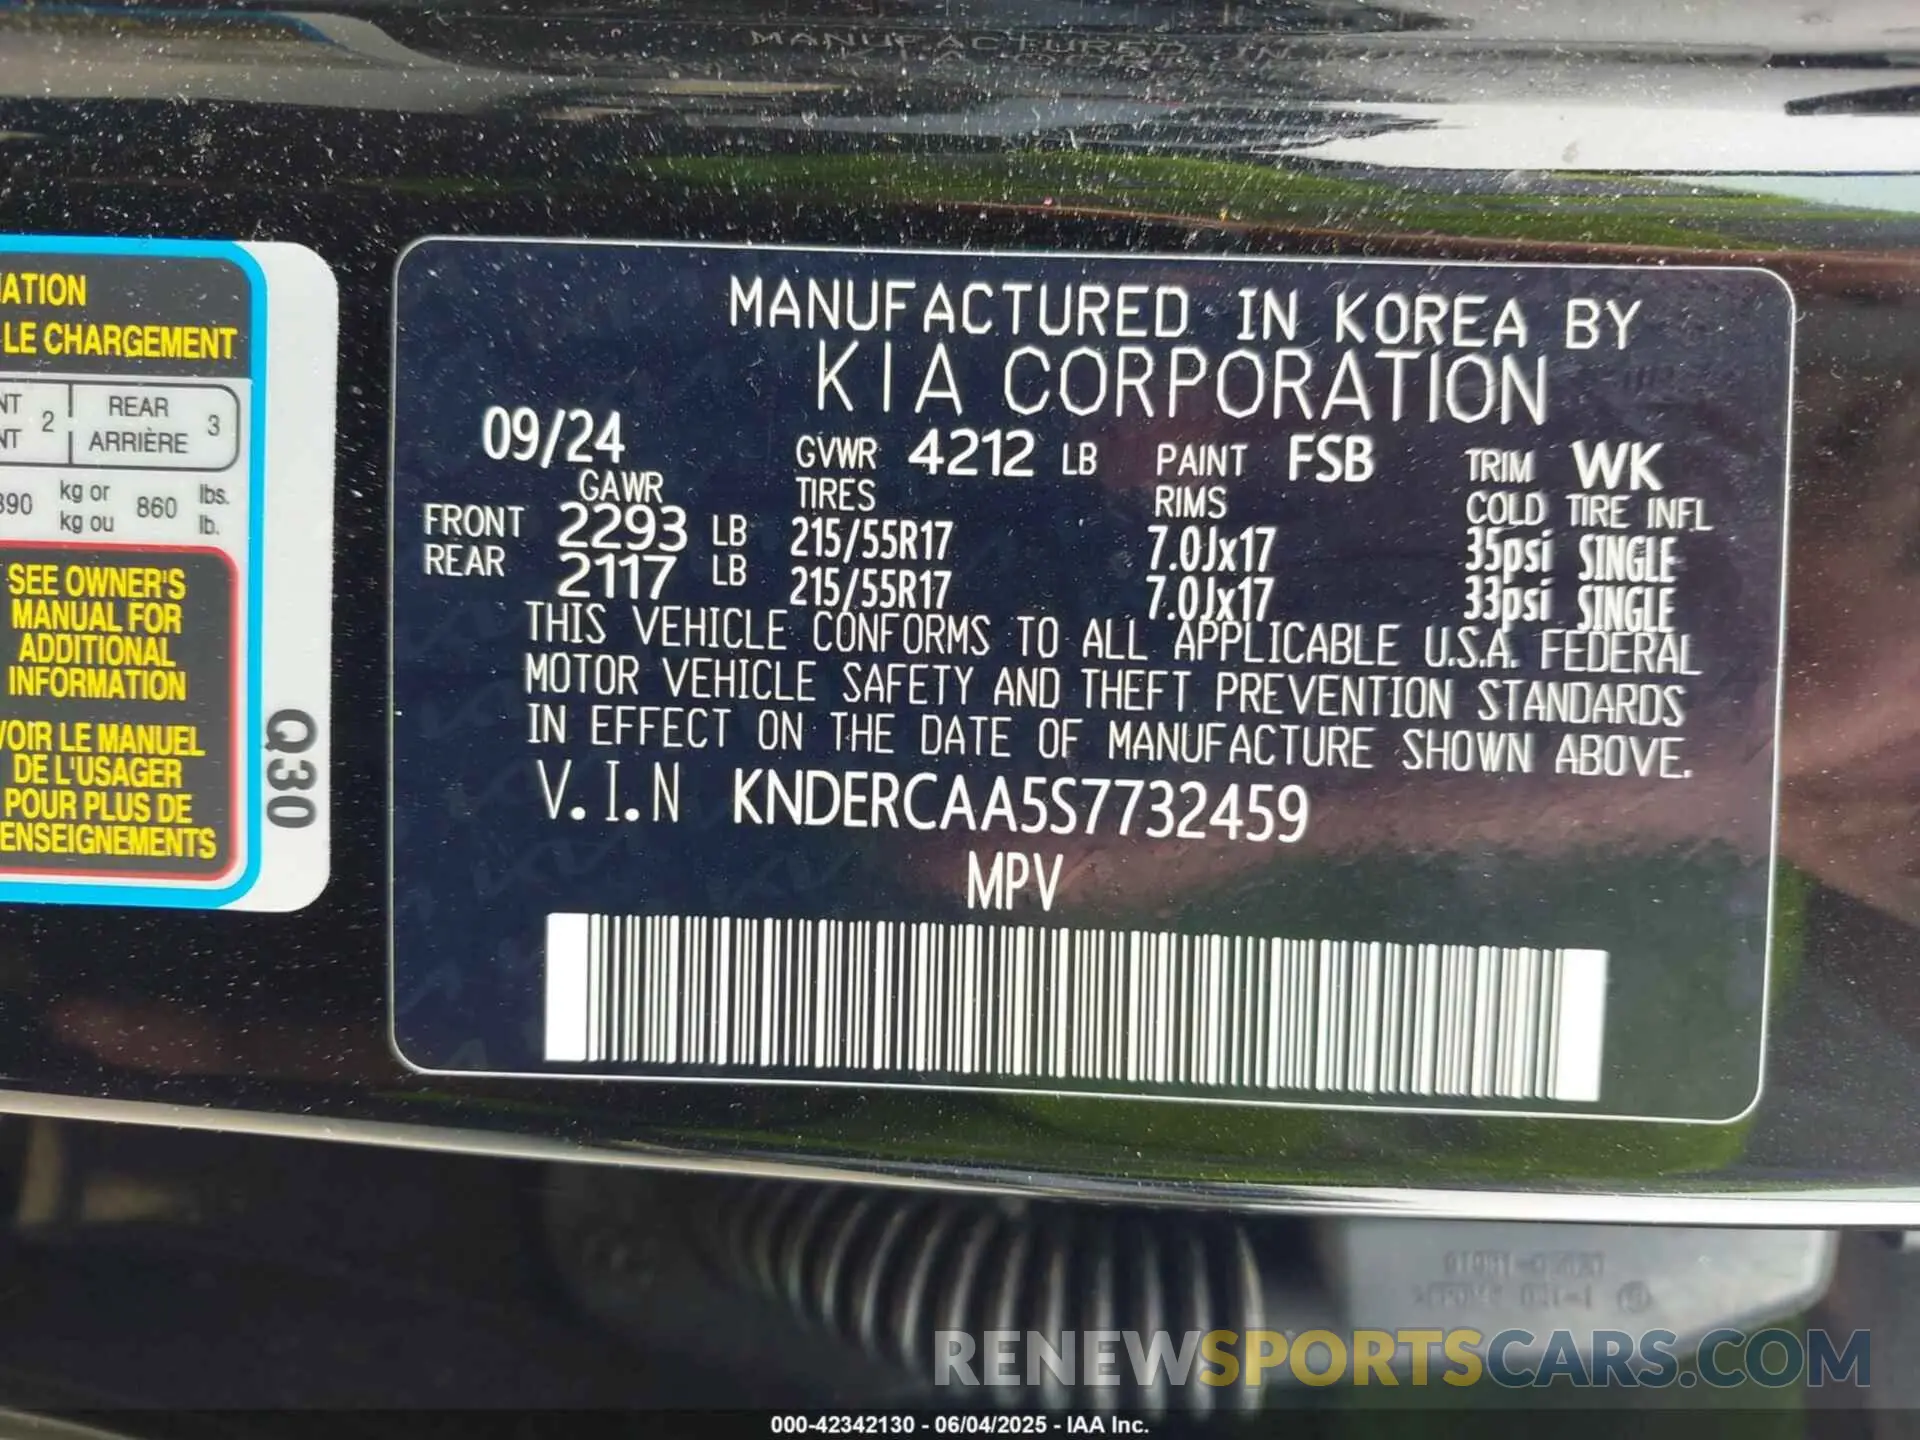 IATION
LE CHARGEMENT
NT 2 REAR 3
NT ARRIÈRE
390 kg or 860 lbs.
kg ou lb.
SEE OWNER'S
MANUAL FOR
ADDITIONAL
INFORMATION
VOIR LE MANUEL
DE L'USAGER
POUR PLUS DE
ENSEIGNEMENTS
Q30
MANUFACTURED IN KOREA BY
KIA CORPORATION
09/24 GVWR 4212 LB PAINT FSB TRIM WK
GAWR TIRES RIMS COLD TIRE INFL
FRONT 2293 LB 215/55R17 7.0Jx17 35psi SINGLE
REAR 2117 LB 215/55R17 7.0Jx17 33psi SINGLE
THIS VEHICLE CONFORMS TO ALL APPLICABLE U.S.A. FEDERAL
MOTOR VEHICLE SAFETY AND THEFT PREVENTION STANDARDS
IN EFFECT ON THE DATE OF MANUFACTURE SHOWN ABOVE.
V.I.N KNDERCAA5S7732459
MPV
RENEWSPORTSCARS.COM
000-42342130 - 06/04/2025 - IAA Inc.